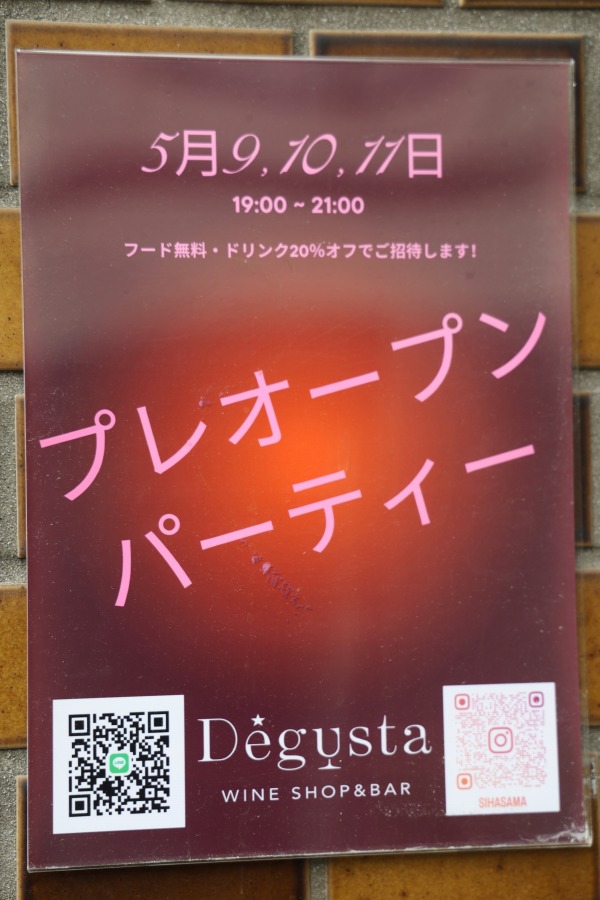 5月9,10,11日
19:00 ~ 21:00
フード無料・ドリンク20%オフでご招待します!
プレオープン
パーティー
Dégusta
WINE SHOP&BAR
SIHASAMA